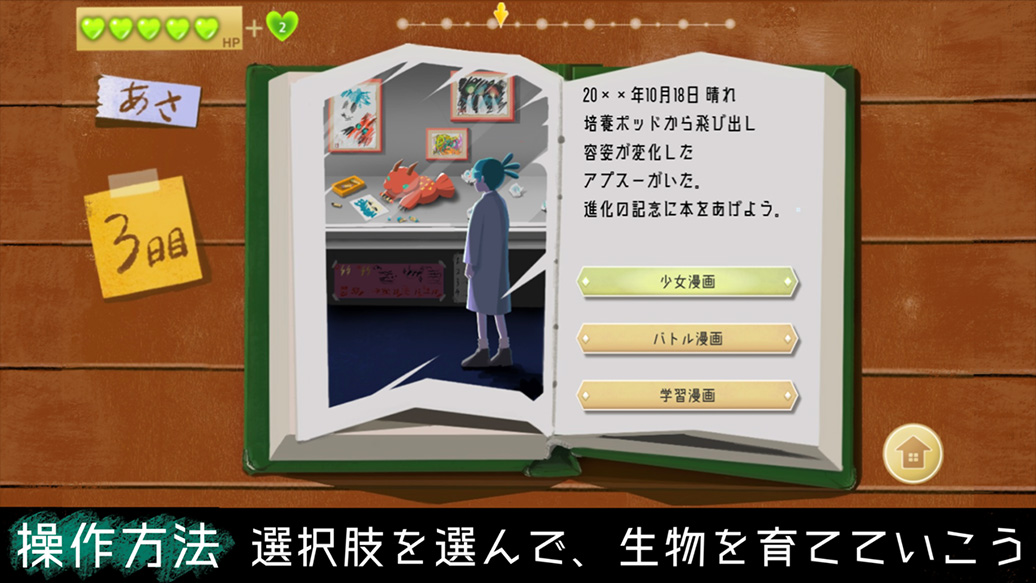 HP
+
2
あさ
3日目
20××年10月18日 晴れ
培養ポッドから飛び出し
容姿が変化した
アプスーがいた。
進化の記念に本をあげよう。
少女漫画
バトル漫画
学習漫画
操作方法 選択肢を選んで、生物を育てていこう